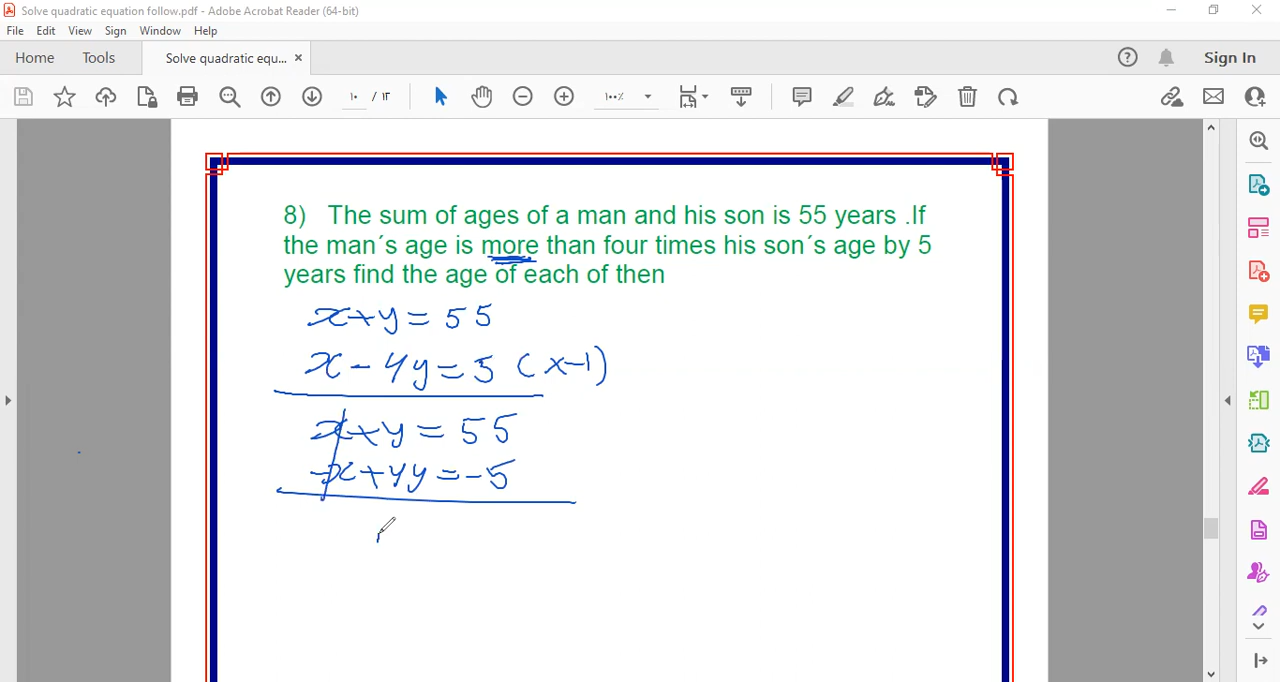 Solve quadratic equation follow.pdf - Adobe Acrobat Reader (64-bit)
File Edit View Sign Window Help
Home Tools Solve quadratic equ... × Sign In
١٠ / ١٣ ١٠٠٪
8) The sum of ages of a man and his son is 55 years .If
the man´s age is more than four times his son´s age by 5
years find the age of each of then
x+y=55
x-4y=5 (x-1)
x+y=55
-x+4y=-5